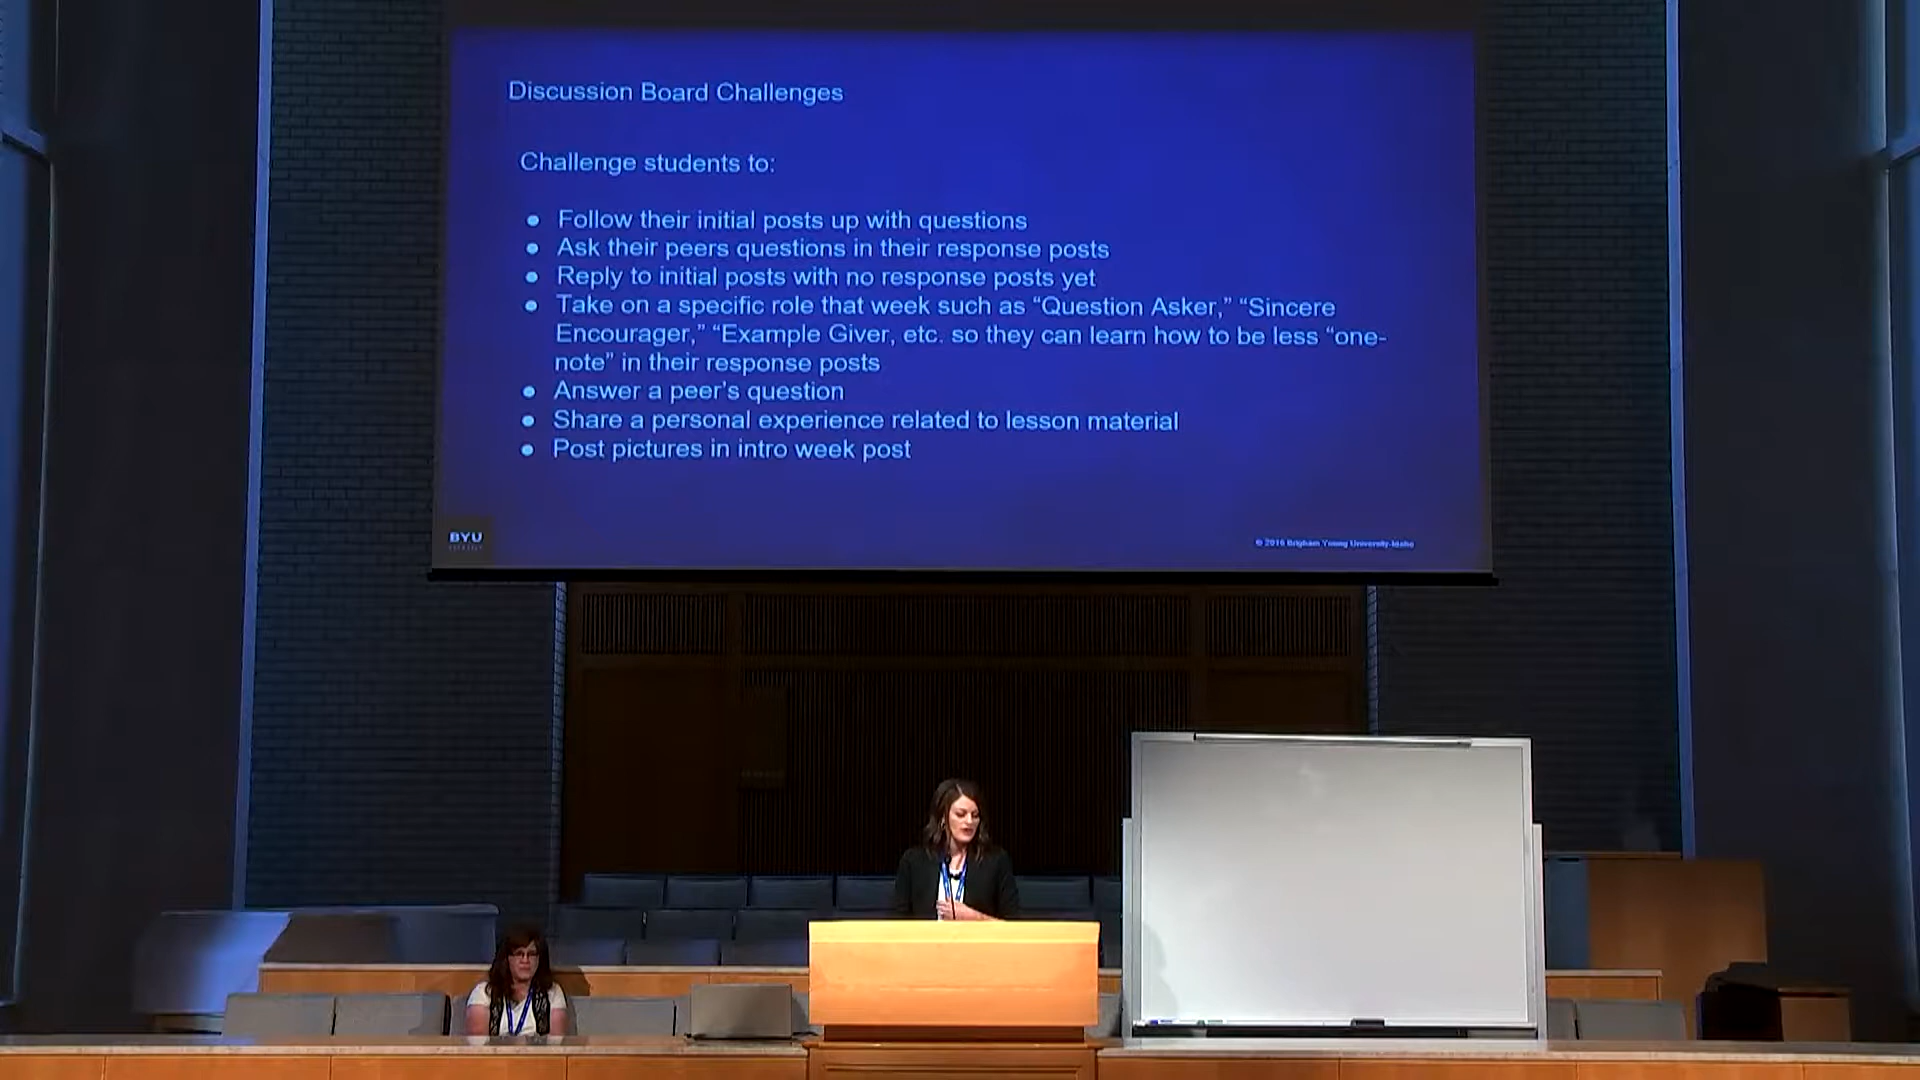 Discussion Board Challenges
Challenge students to:
● Follow their initial posts up with questions
● Ask their peers questions in their response posts
● Reply to initial posts with no response posts yet
● Take on a specific role that week such as “Question Asker,” “Sincere
Encourager,” “Example Giver, etc. so they can learn how to be less “one-
note” in their response posts
● Answer a peer's question
● Share a personal experience related to lesson material
● Post pictures in intro week post
BYU
© 2016 Brigham Young University-Idaho